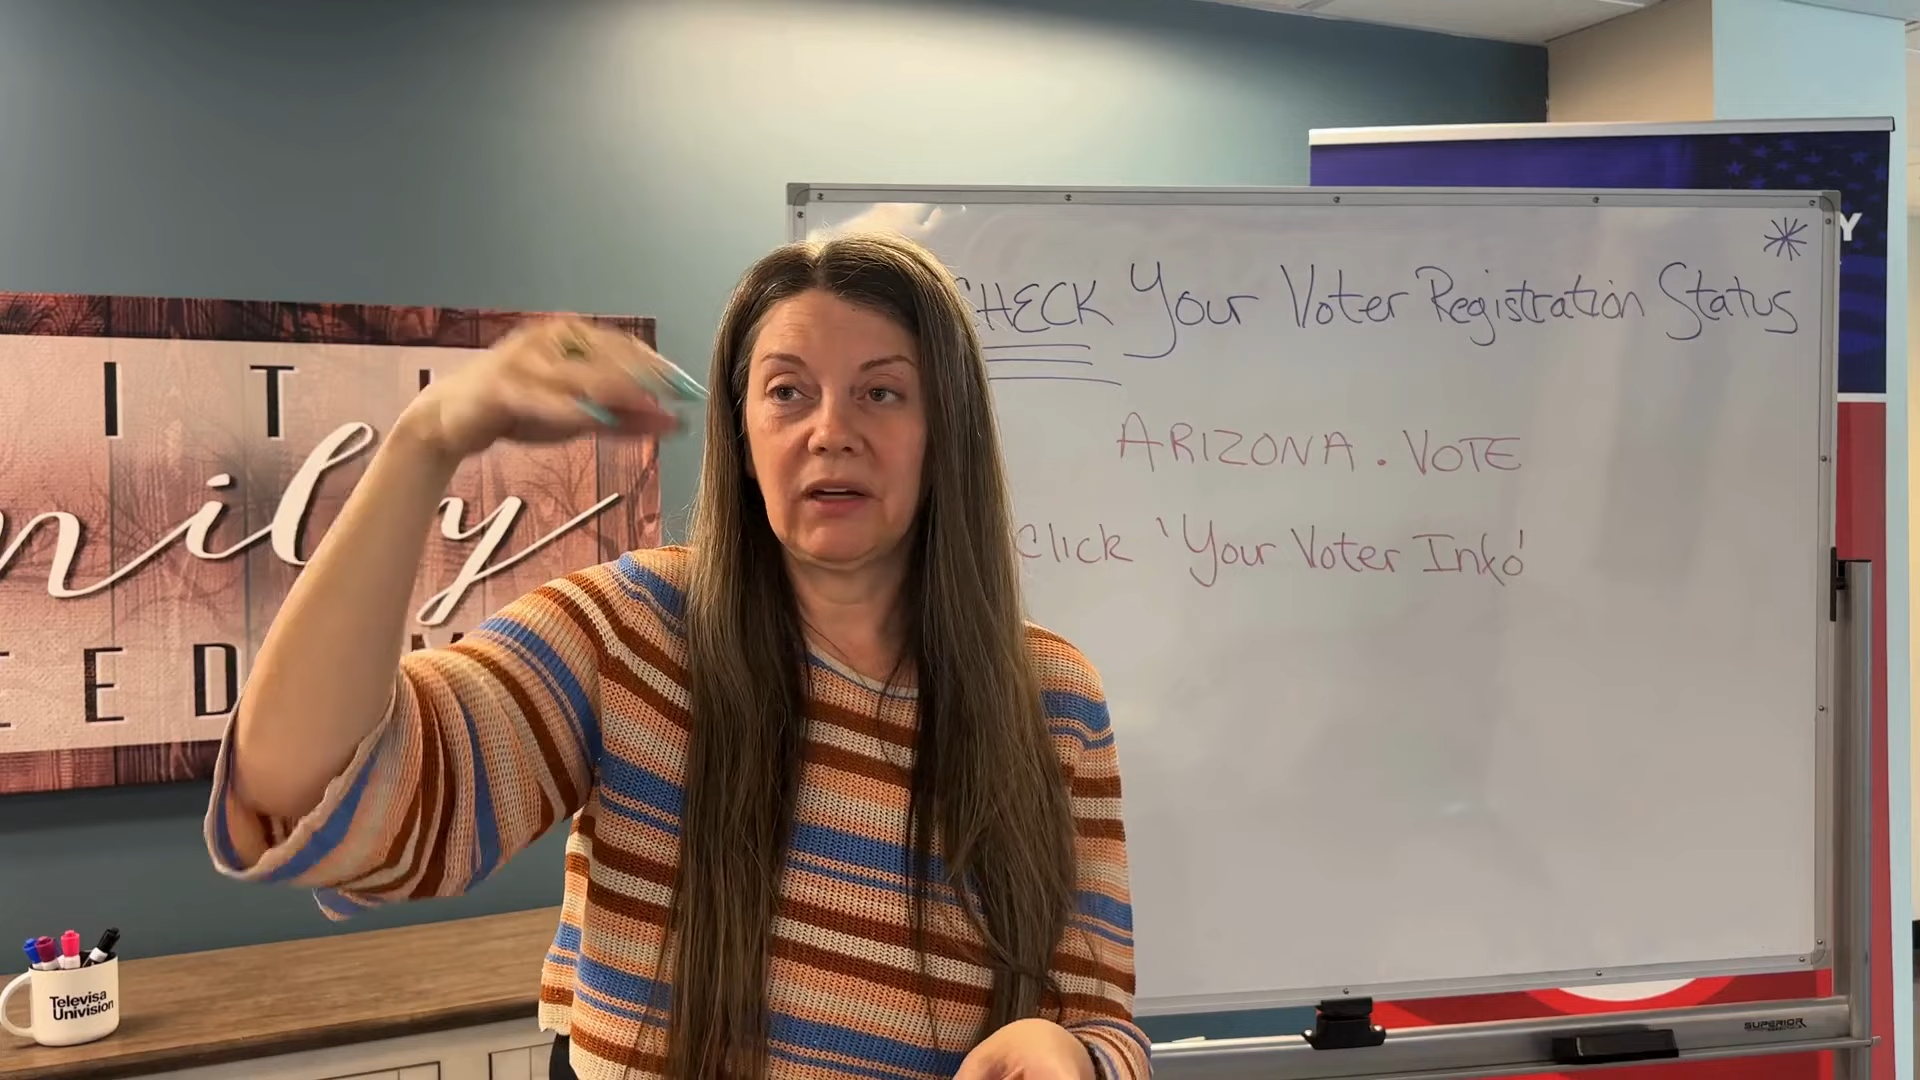 CHECK Your Voter Registration Status
ARIZONA.VOTE
Click 'Your Voter Info'
Televisa
Univision
SUPERIOR
Y